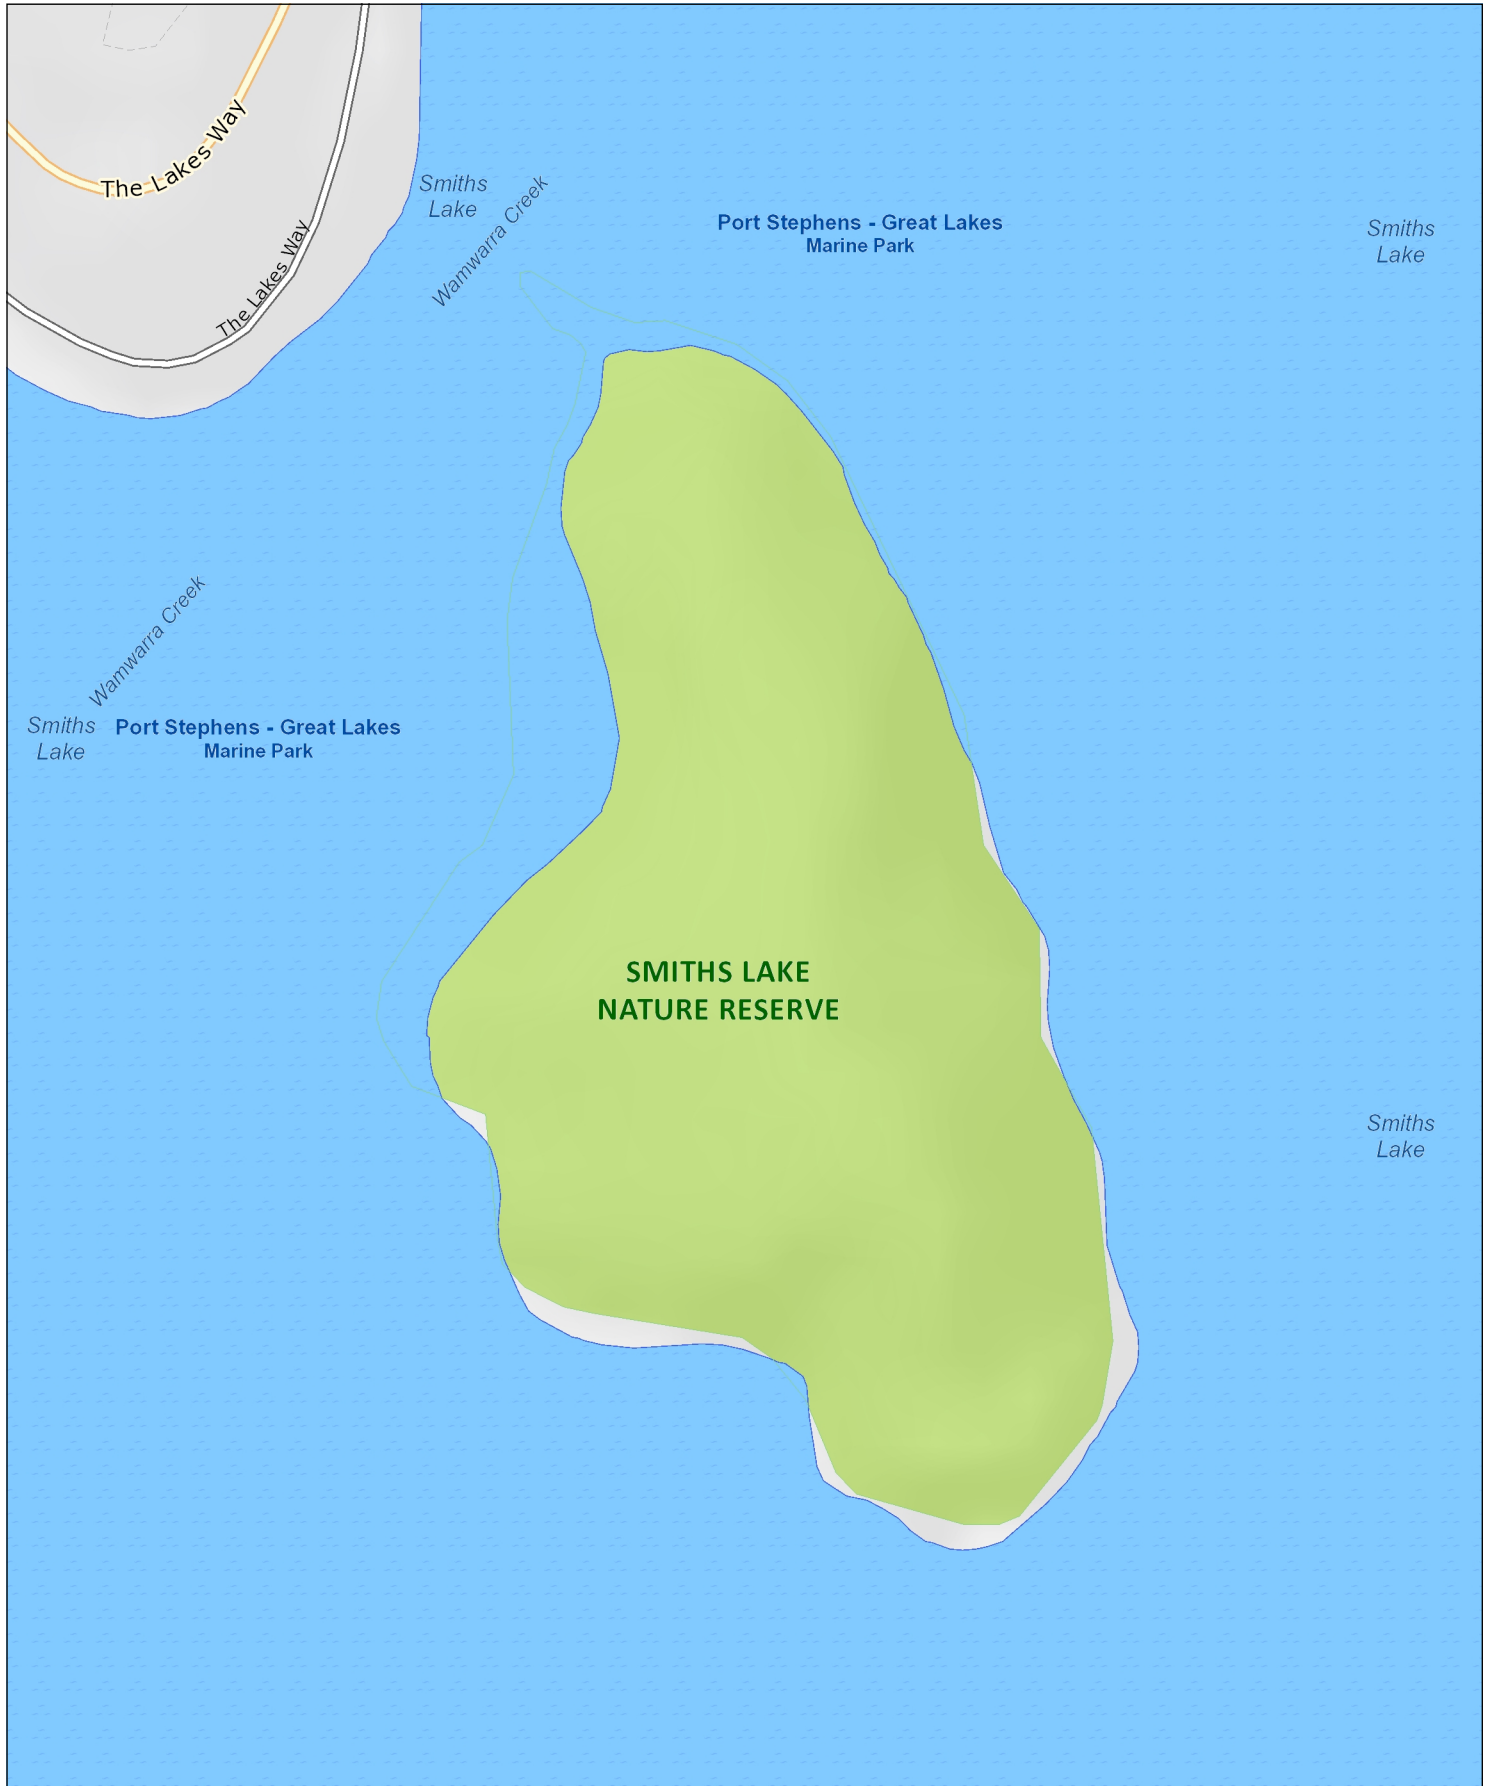 The Lakes Way
The Lakes Way
Smiths
Lake
Wamwarra Creek
Port Stephens - Great Lakes
Marine Park
Smiths
Lake
Wamwarra Creek
Smiths
Lake
Port Stephens - Great Lakes
Marine Park
SMITHS LAKE
NATURE RESERVE
Smiths
Lake